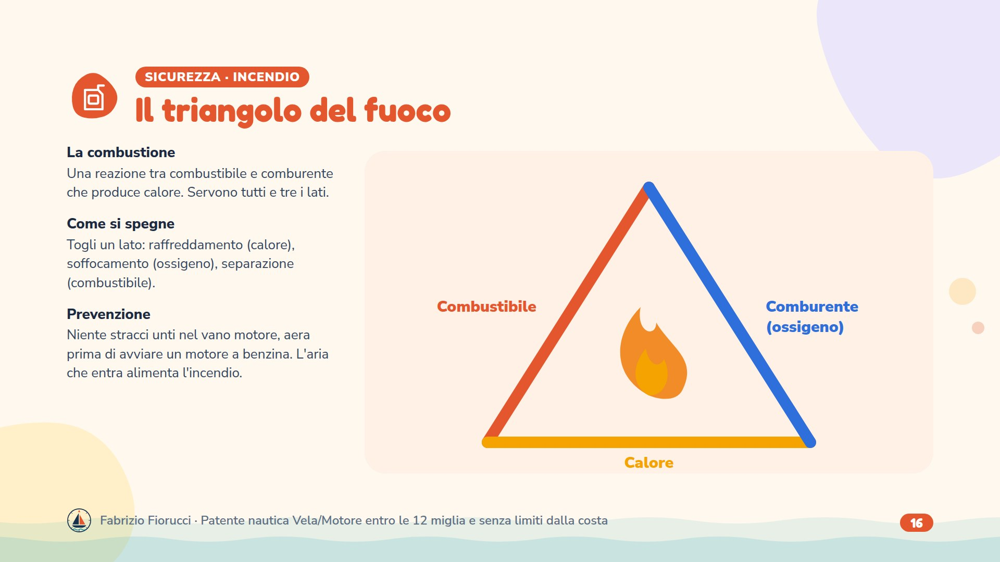 SICUREZZA · INCENDIO
Il triangolo del fuoco
La combustione
Una reazione tra combustibile e comburente
che produce calore. Servono tutti e tre i lati.
Come si spegne
Togli un lato: raffreddamento (calore),
soffocamento (ossigeno), separazione
(combustibile).
Prevenzione
Niente stracci unti nel vano motore, aera
prima di avviare un motore a benzina. L'aria
che entra alimenta l'incendio.
Combustibile
Comburente
(ossigeno)
Calore
Fabrizio Fiorucci · Patente nautica Vela/Motore entro le 12 miglia e senza limiti dalla costa
16